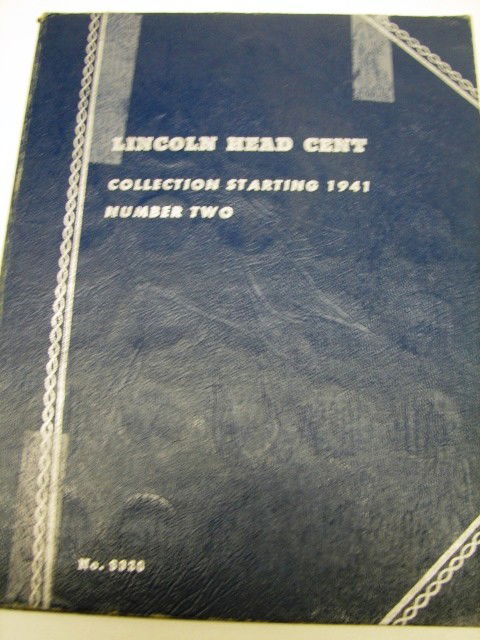 LINCOLN HEAD CENT
COLLECTION STARTING 1941
NUMBER TWO
No.